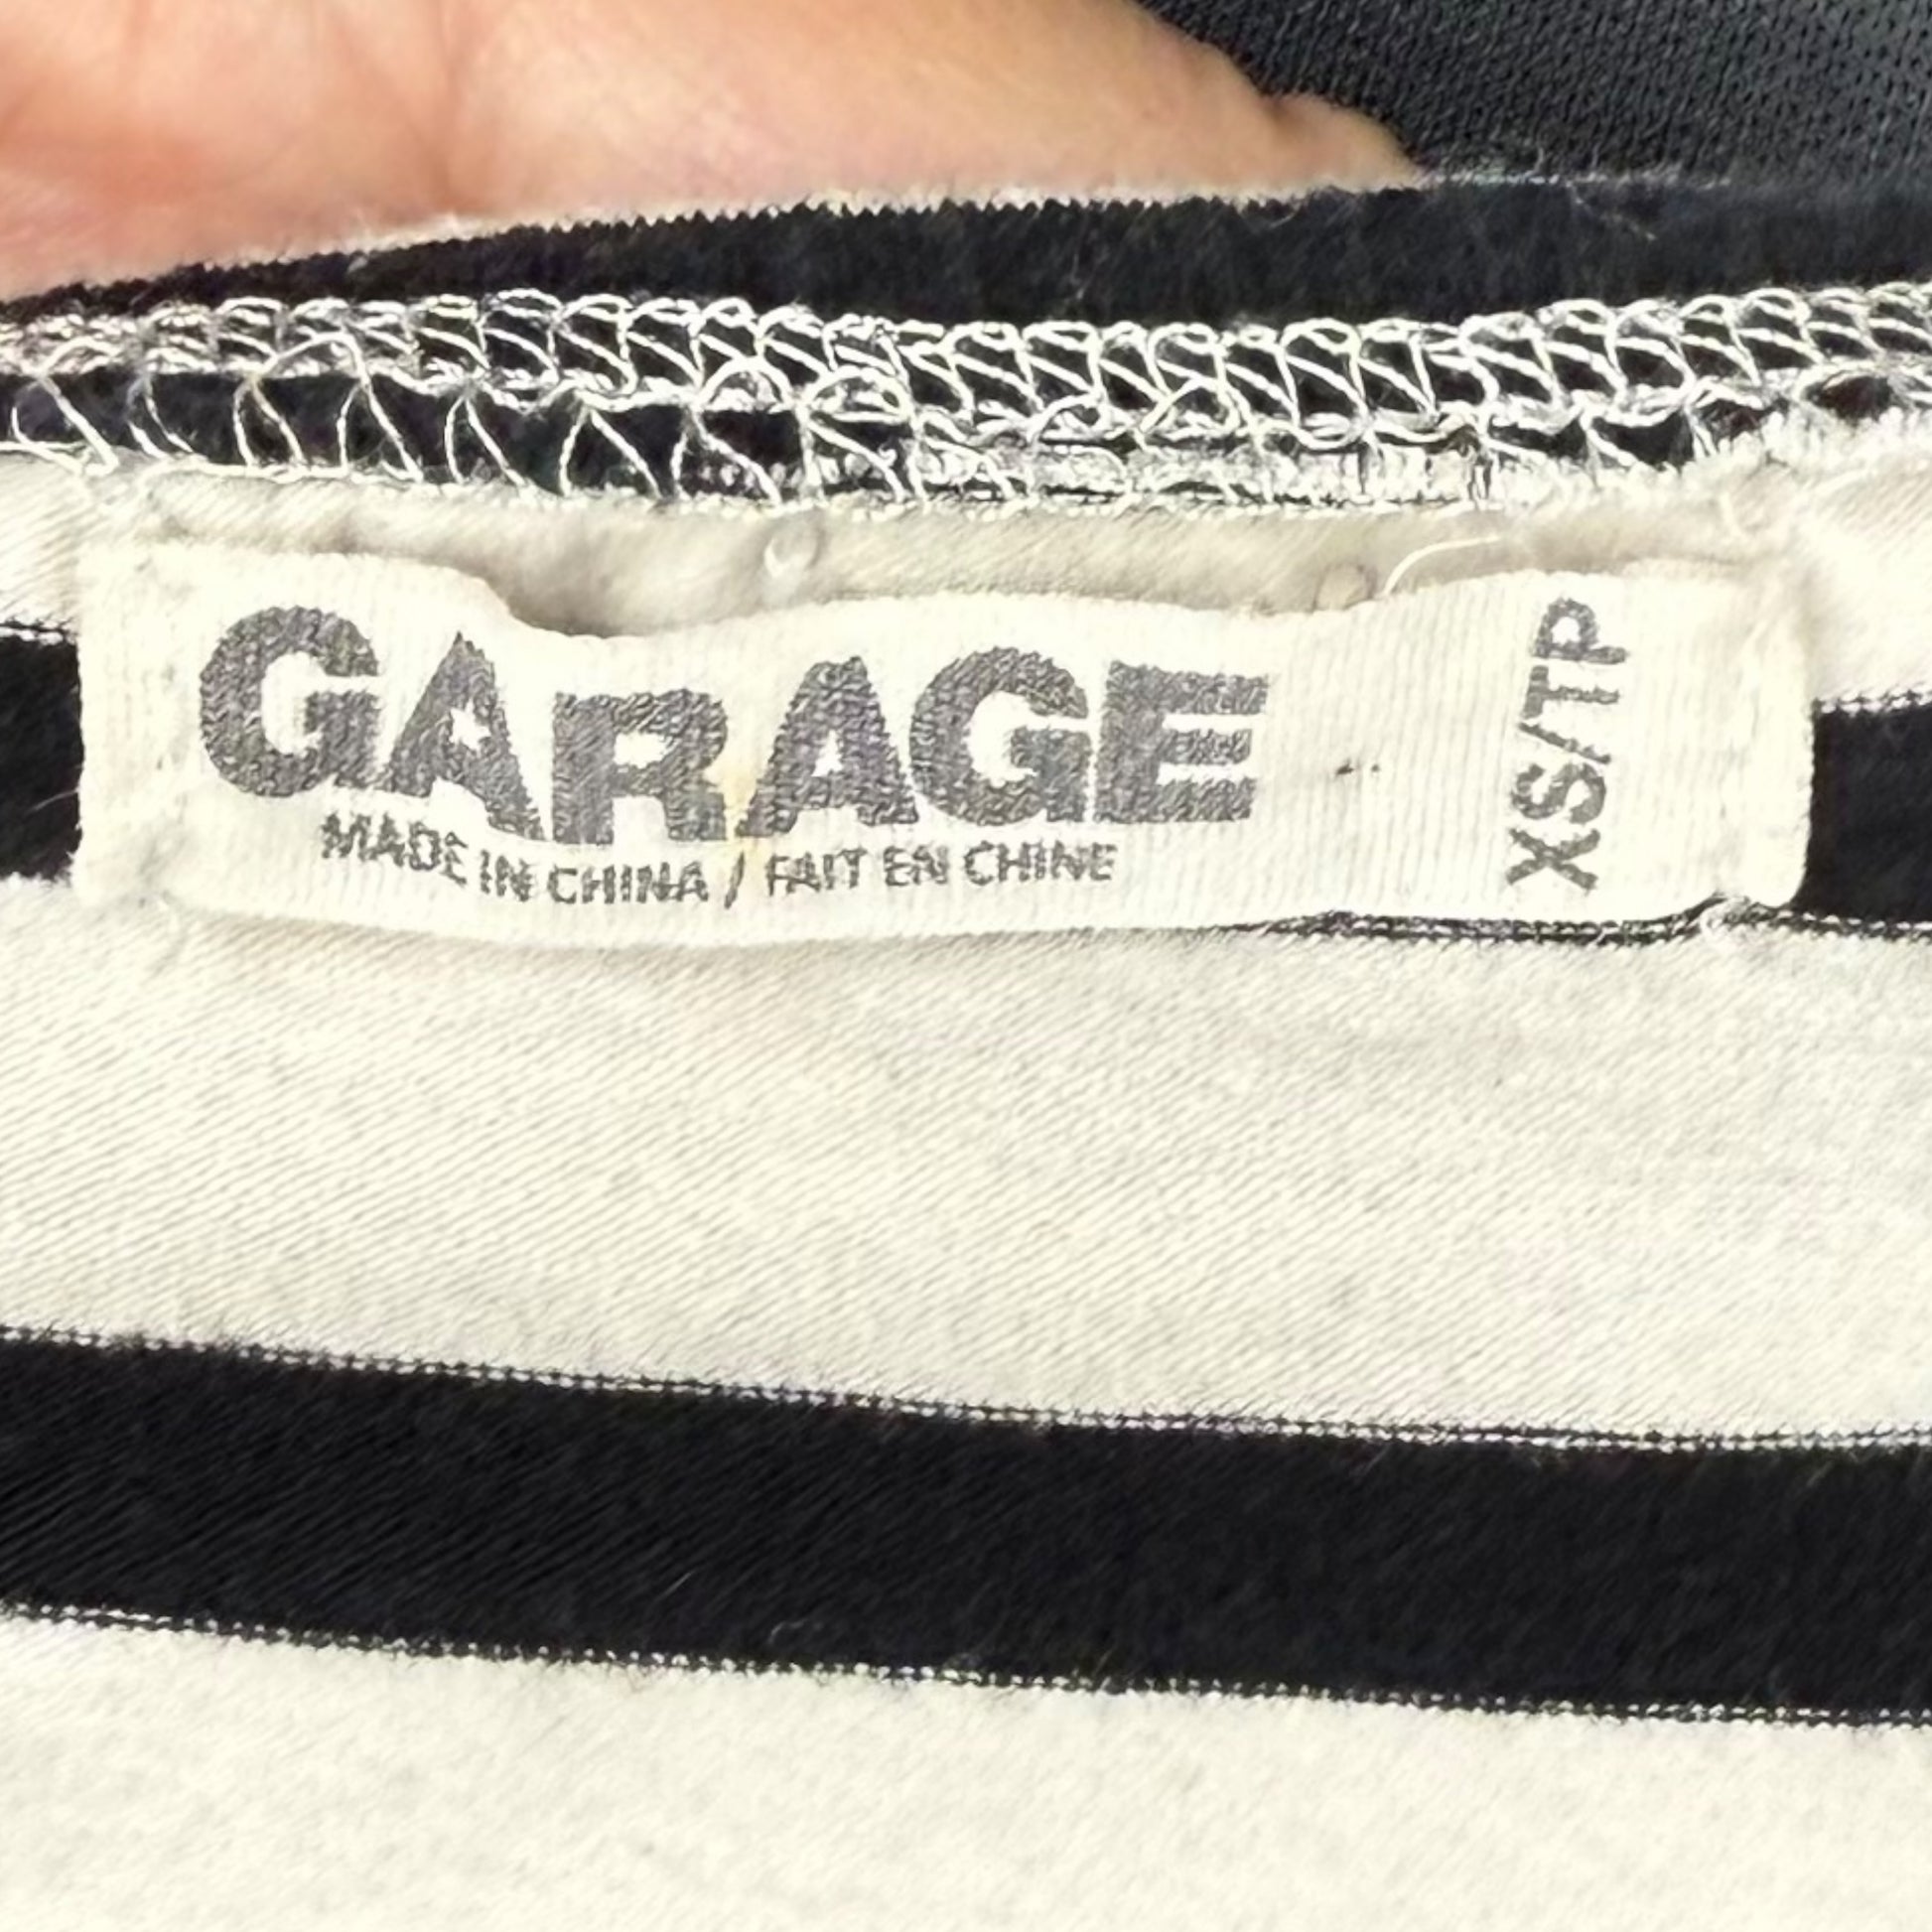 GARAGE
MADE IN CHINA / FAIT EN CHINE
XS/TP